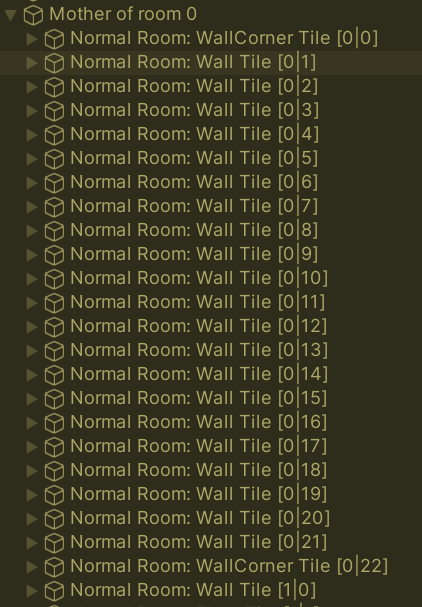 Mother of room 0
Normal Room: WallCorner Tile [0|0]
Normal Room: Wall Tile [0|1]
Normal Room: Wall Tile [0|2]
Normal Room: Wall Tile [0|3]
Normal Room: Wall Tile [0|4]
Normal Room: Wall Tile [0|5]
Normal Room: Wall Tile [0|6]
Normal Room: Wall Tile [0|7]
Normal Room: Wall Tile [0|8]
Normal Room: Wall Tile [0|9]
Normal Room: Wall Tile [0|10]
Normal Room: Wall Tile [0|11]
Normal Room: Wall Tile [0|12]
Normal Room: Wall Tile [0|13]
Normal Room: Wall Tile [0|14]
Normal Room: Wall Tile [0|15]
Normal Room: Wall Tile [0|16]
Normal Room: Wall Tile [0|17]
Normal Room: Wall Tile [0|18]
Normal Room: Wall Tile [0|19]
Normal Room: Wall Tile [0|20]
Normal Room: Wall Tile [0|21]
Normal Room: WallCorner Tile [0|22]
Normal Room: Wall Tile [1|0]